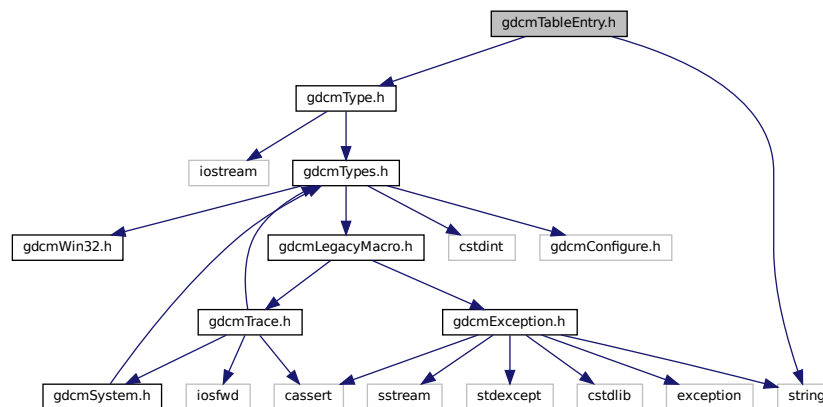 gdcmTableEntry.h
gdcmType.h
iostream
gdcmTypes.h
gdcmWin32.h
gdcmLegacyMacro.h
cstdint
gdcmConfigure.h
gdcmTrace.h
gdcmException.h
gdcmSystem.h
iosfwd
cassert
sstream
stdexcept
cstdlib
exception
string